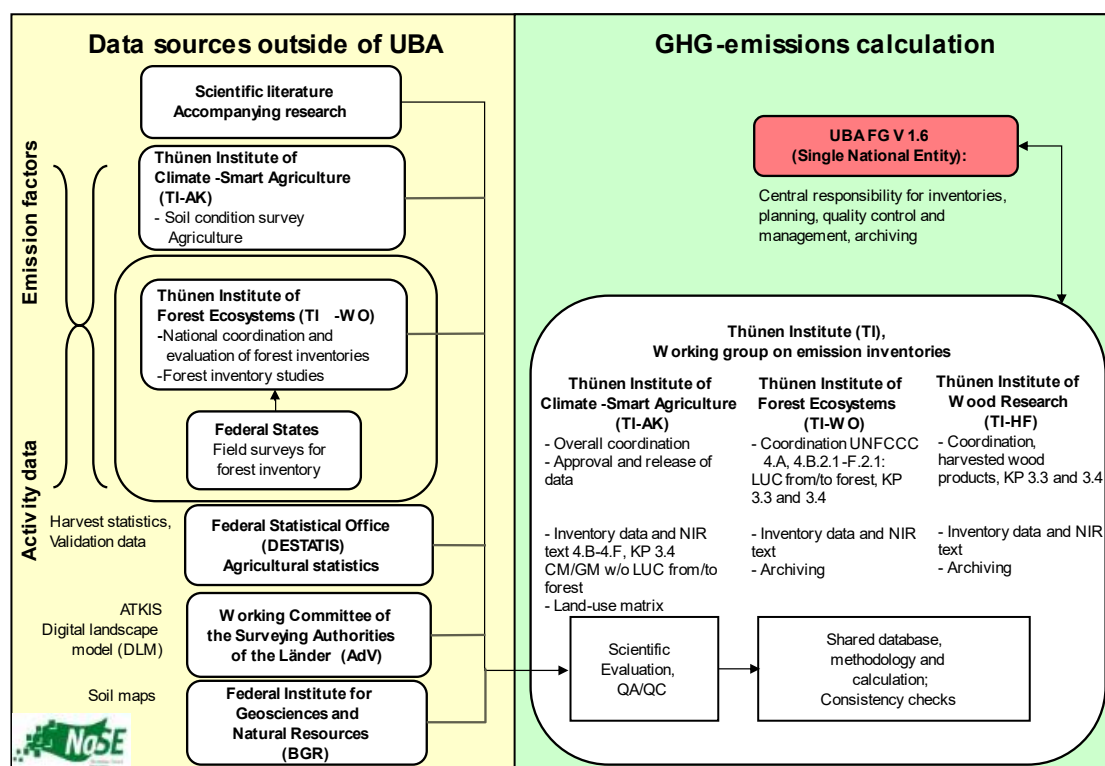 Data sources outside of UBA
Scientific literature
Accompanying research
Emission factors
Thünen Institute of
Climate -Smart Agriculture
(TI-AK)
- Soil condition survey
Agriculture
Thünen Institute of
Forest Ecosystems (TI -WO)
-National coordination and
evaluation of forest inventories
-Forest inventory studies
Federal States
Field surveys for
forest inventory
Activity data
Harvest statistics,
Validation data
Federal Statistical Office
(DESTATIS)
Agricultural statistics
ATKIS
Digital landscape
model (DLM)
Working Committee of
the Surveying Authorities
of the Länder (AdV)
Soil maps
Federal Institute for
Geosciences and
Natural Resources
(BGR)
NaSE
GHG-emissions calculation
UBA FG V 1.6
(Single National Entity):
Central responsibility for inventories,
planning, quality control and
management, archiving
Thünen Institute (TI),
Working group on emission inventories
Thünen Institute of
Climate -Smart Agriculture
(TI-AK)
- Overall coordination
- Approval and release of
data
- Inventory data and NIR
text 4.B-4.F, KP 3.4
CM/GM w/o LUC from/to
forest
- Land-use matrix
Thünen Institute of
Forest Ecosystems
(TI-WO)
- Coordination UNFCCC
4.A, 4.B.2.1-F.2.1:
LUC from/to forest, KP
3.3 and 3.4
- Inventory data and NIR
text
- Archiving
Thünen Institute of
Wood Research
(TI-HF)
- Coordination,
harvested wood
products, KP 3.3 and 3.4
- Inventory data and NIR
text
- Archiving
Scientific
Evaluation,
QA/QC
Shared database,
methodology and
calculation;
Consistency checks